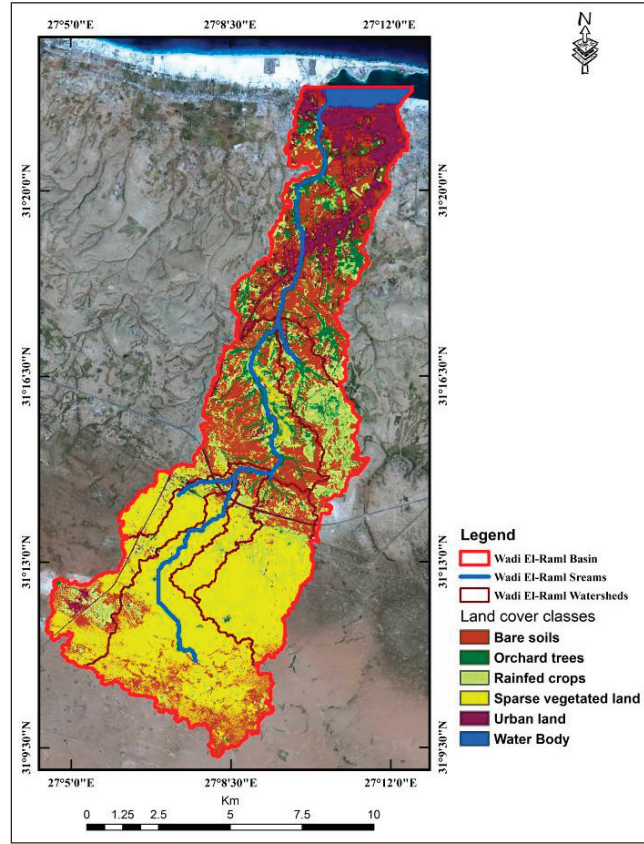 27°5'0"E 27°8'30"E 27°12'0"E
N
31°20'0"N 31°20'0"N
31°16'30"N 31°16'30"N
31°13'0"N 31°13'0"N
31°9'30"N 31°9'30"N
Legend
Wadi El-Raml Basin
Wadi El-Raml Sreams
Wadi El-Raml Watersheds
Land cover classes
Bare soils
Orchard trees
Rainfed crops
Sparse vegetated land
Urban land
Water Body
27°5'0"E 27°8'30"E 27°12'0"E
Km
0 1.25 2.5 5 7.5 10